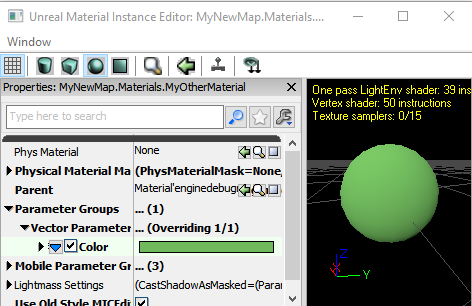 Unreal Material Instance Editor: MyNewMap.Materials....
Window
Properties: MyNewMap.Materials.MyOtherMaterial
Type here to search
Phys Material
None
Physical Material Ma
(PhysMaterialMask=None,
Parent
Material'enginedebug
Parameter Groups
... (1)
Vector Parameter
... (Overriding 1/1)
Color
Mobile Parameter Gr
... (3)
Lightmass Settings
(CastShadowAsMasked=(Para
Use Old Style MICEdi
One pass LightEnv shader: 39 ins
Vertex shader: 50 instructions
Texture samplers: 0/15
Z
Y